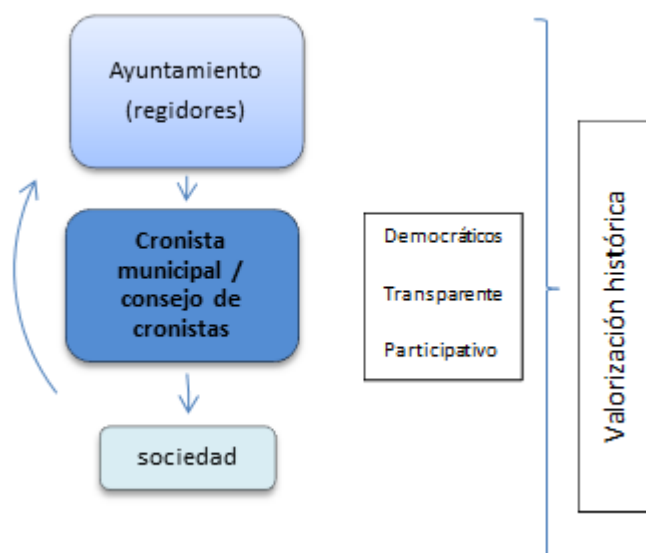 Ayuntamiento
(regidores)
Cronista
municipal /
consejo de
cronistas
sociedad
Democráticos
Transparente
Participativo
Valorización histórica